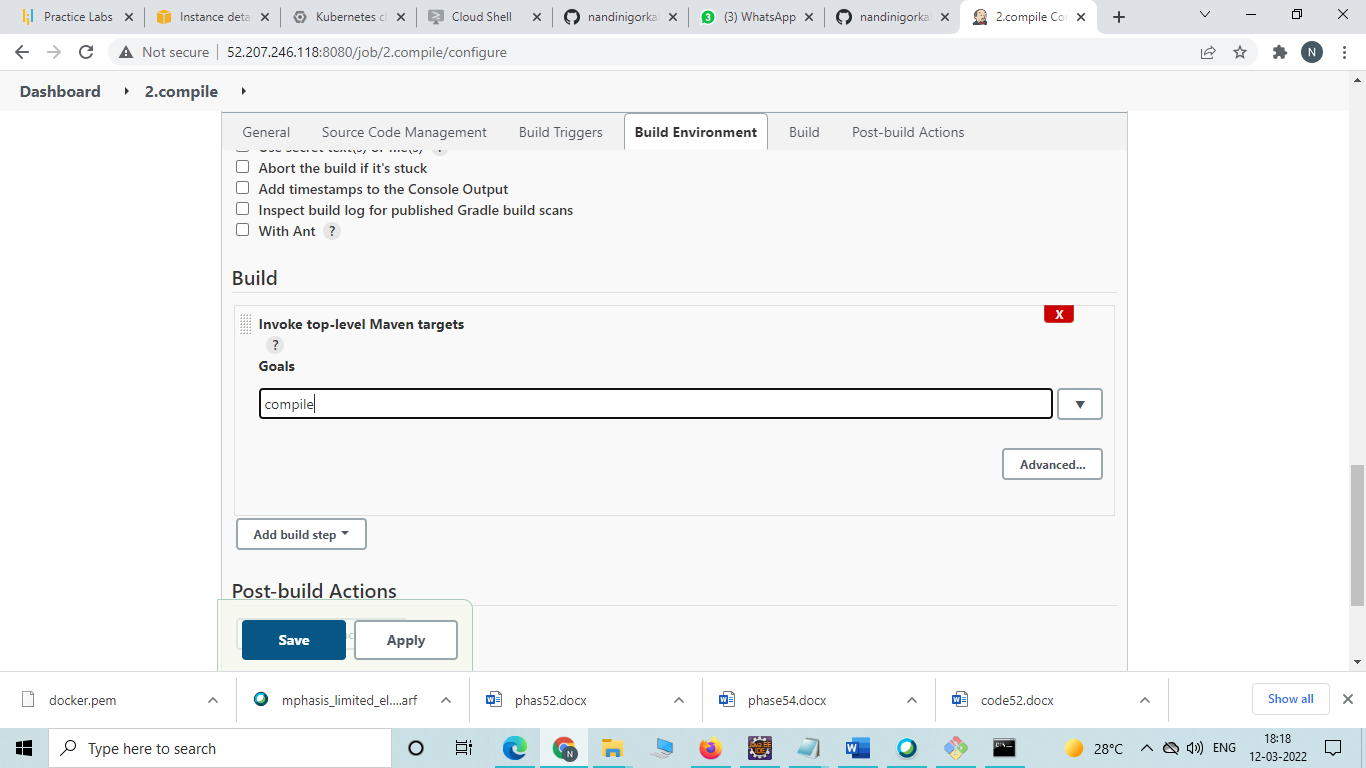 Practice Labs
Instance deta
Kubernetes cl
Cloud Shell
nandinigorka
(3) WhatsApp
nandinigorka
2.compile Co
Not secure
52.207.246.118:8080/job/2.compile/configure
N
Dashboard
2.compile
General
Source Code Management
Build Triggers
Build Environment
Build
Post-build Actions
Use secret text(s) or file(s) ?
Abort the build if it's stuck
Add timestamps to the Console Output
Inspect build log for published Gradle build scans
With Ant ?
Build
Invoke top-level Maven targets
X
?
Goals
compile
Advanced...
Add build step
Post-build Actions
Save
Apply
docker.pem
mphasis_limited_el....arf
phas52.docx
phase54.docx
code52.docx
Show all
Type here to search
28°C
ENG
18:18
12-03-2022